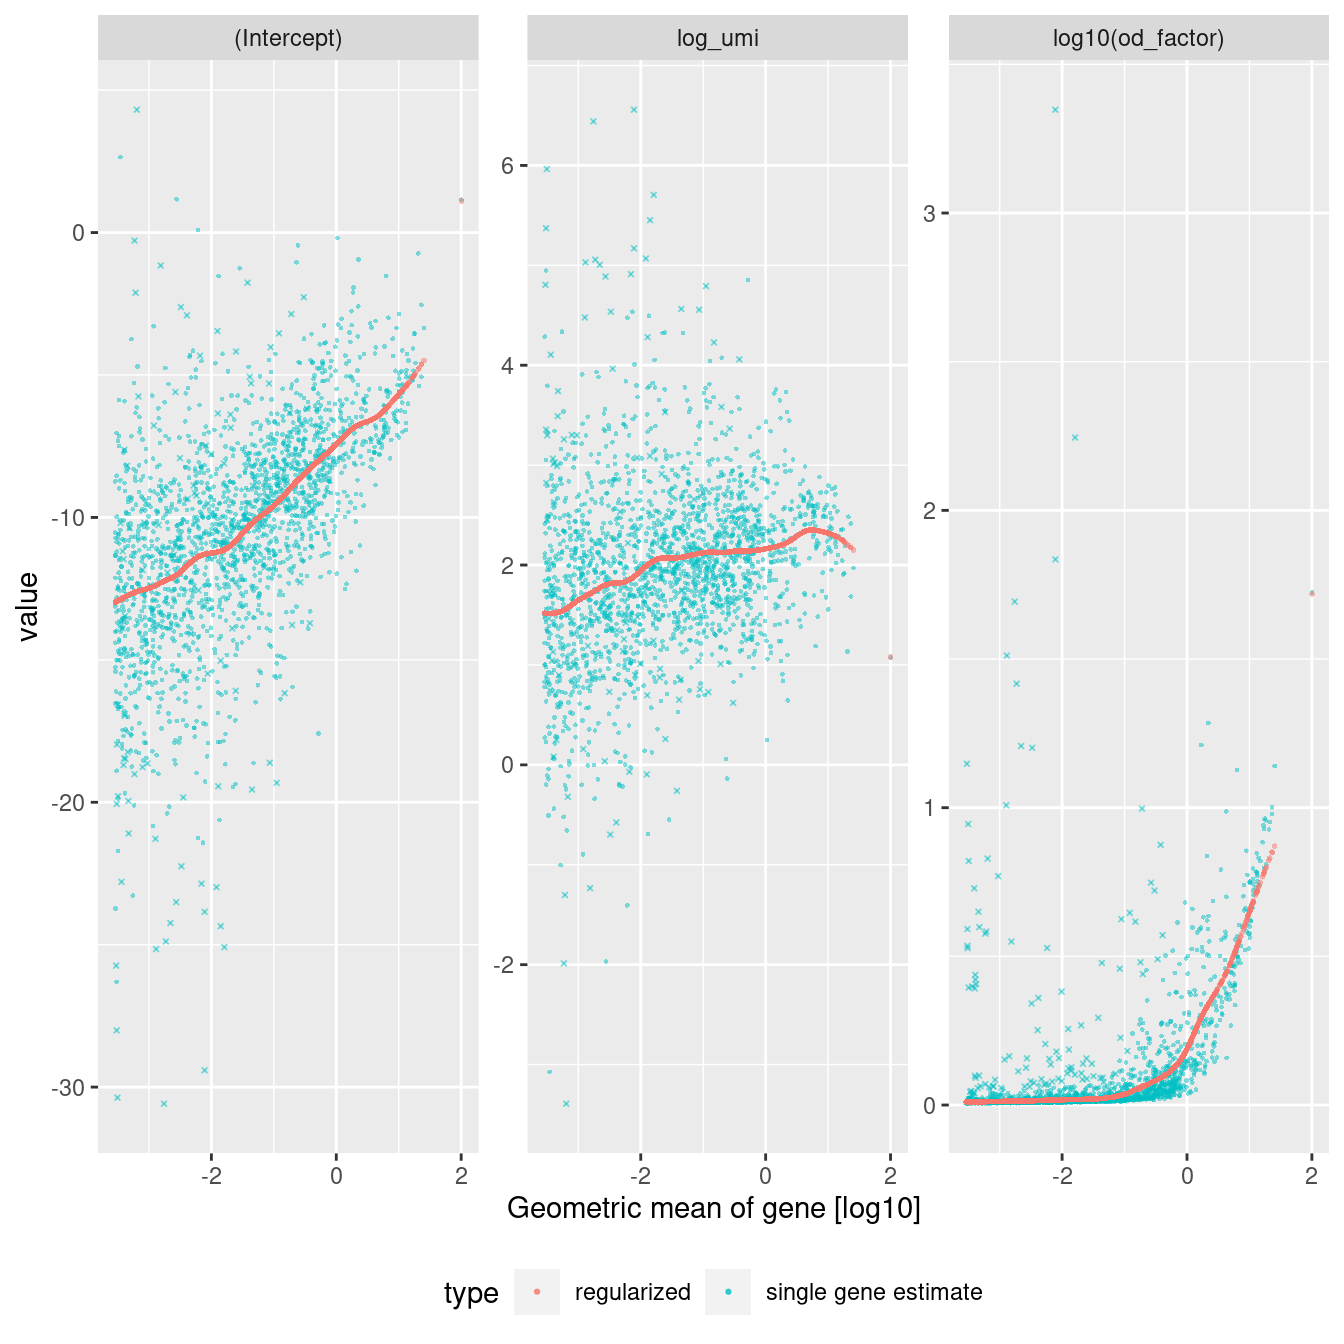 (Intercept) log_umi log10(od_factor)
value
0
-10
-20
-30
6
4
2
0
-2
3
2
1
0
-2 0 2 -2 0 2 -2 0 2
Geometric mean of gene [log10]
type regularized single gene estimate